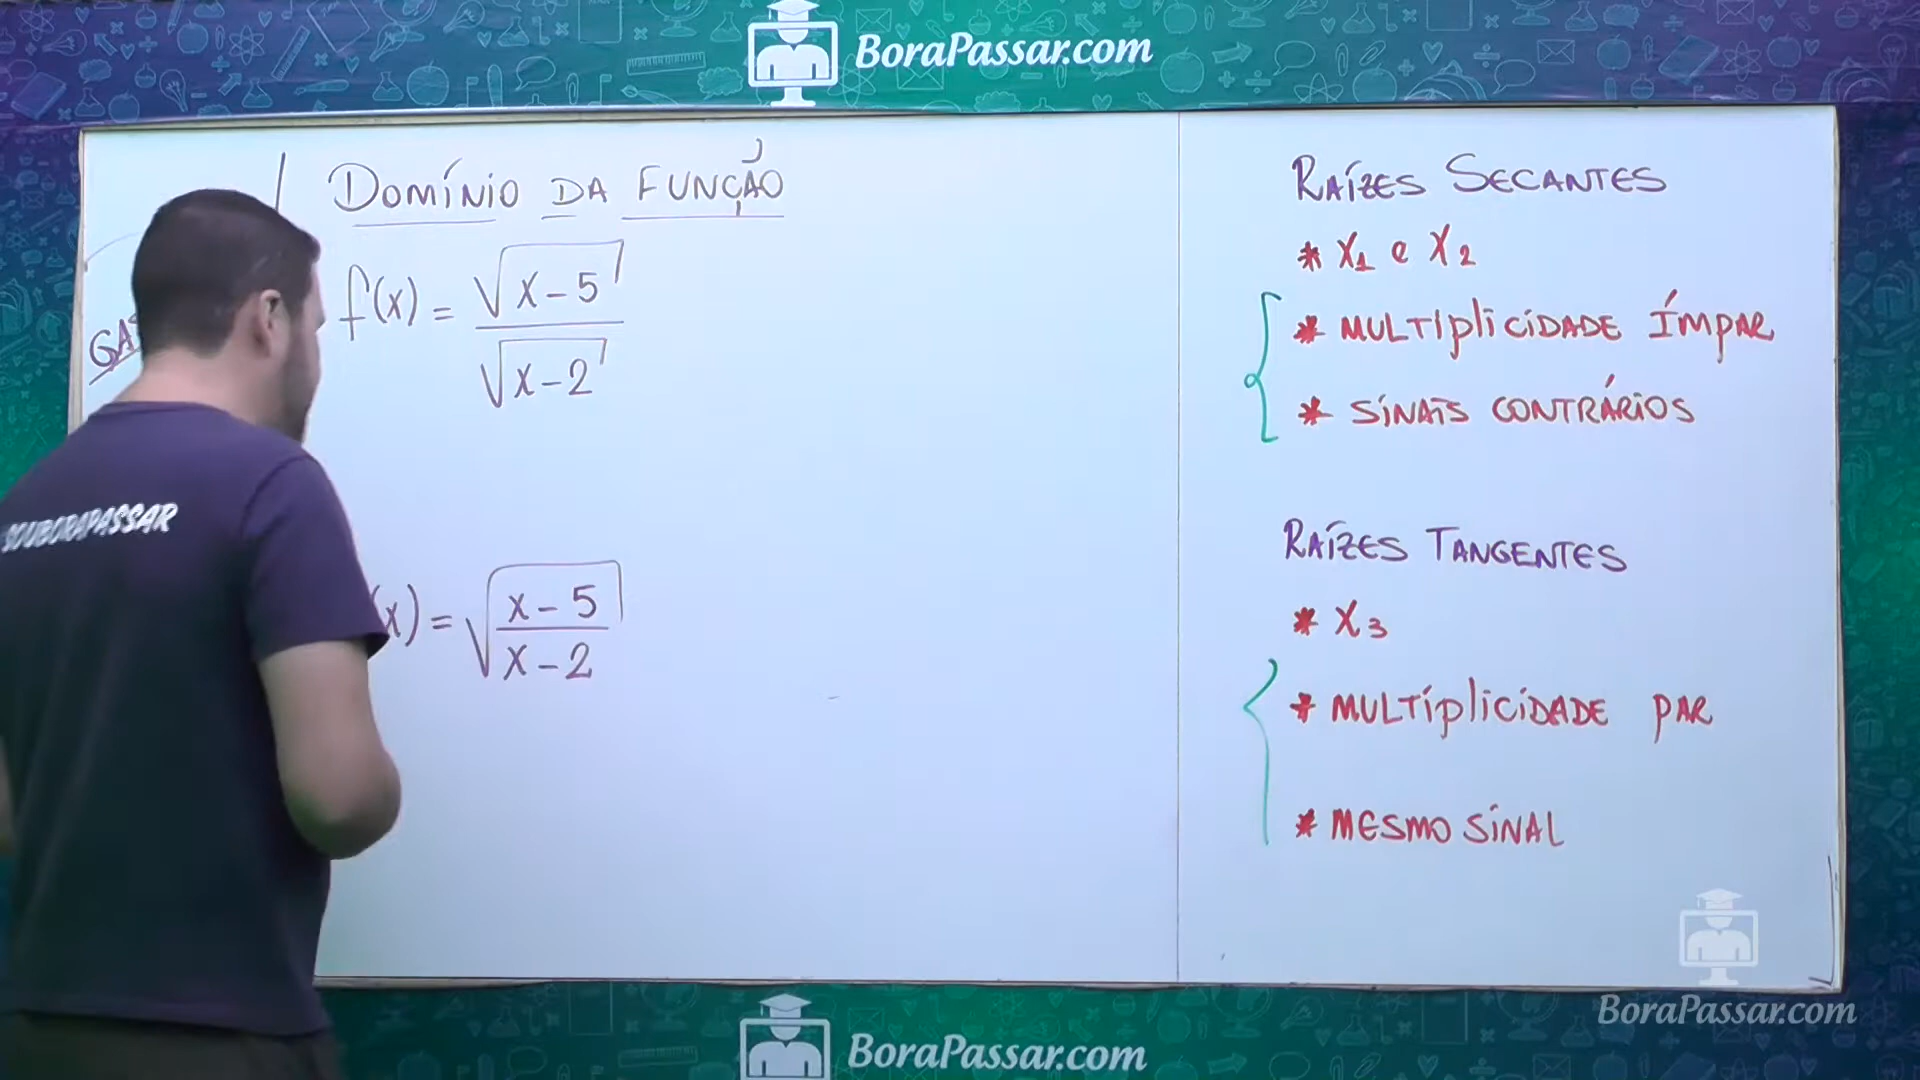 BoraPassar.com
DOMÍNIO DA FUNÇÃO
f(x) = √(x-5) / √(x-2)
(x) = √((x-5)/(x-2))
RAÍZES SECANTES
* X₁ e X₂
* MULTIPLICIDADE ÍMPAR
* SINAIS CONTRÁRIOS
RAÍZES TANGENTES
* X₃
* MULTIPLICIDADE PAR
* MESMO SINAL
SOUBORAPASSAR
BoraPassar.com
BoraPassar.com